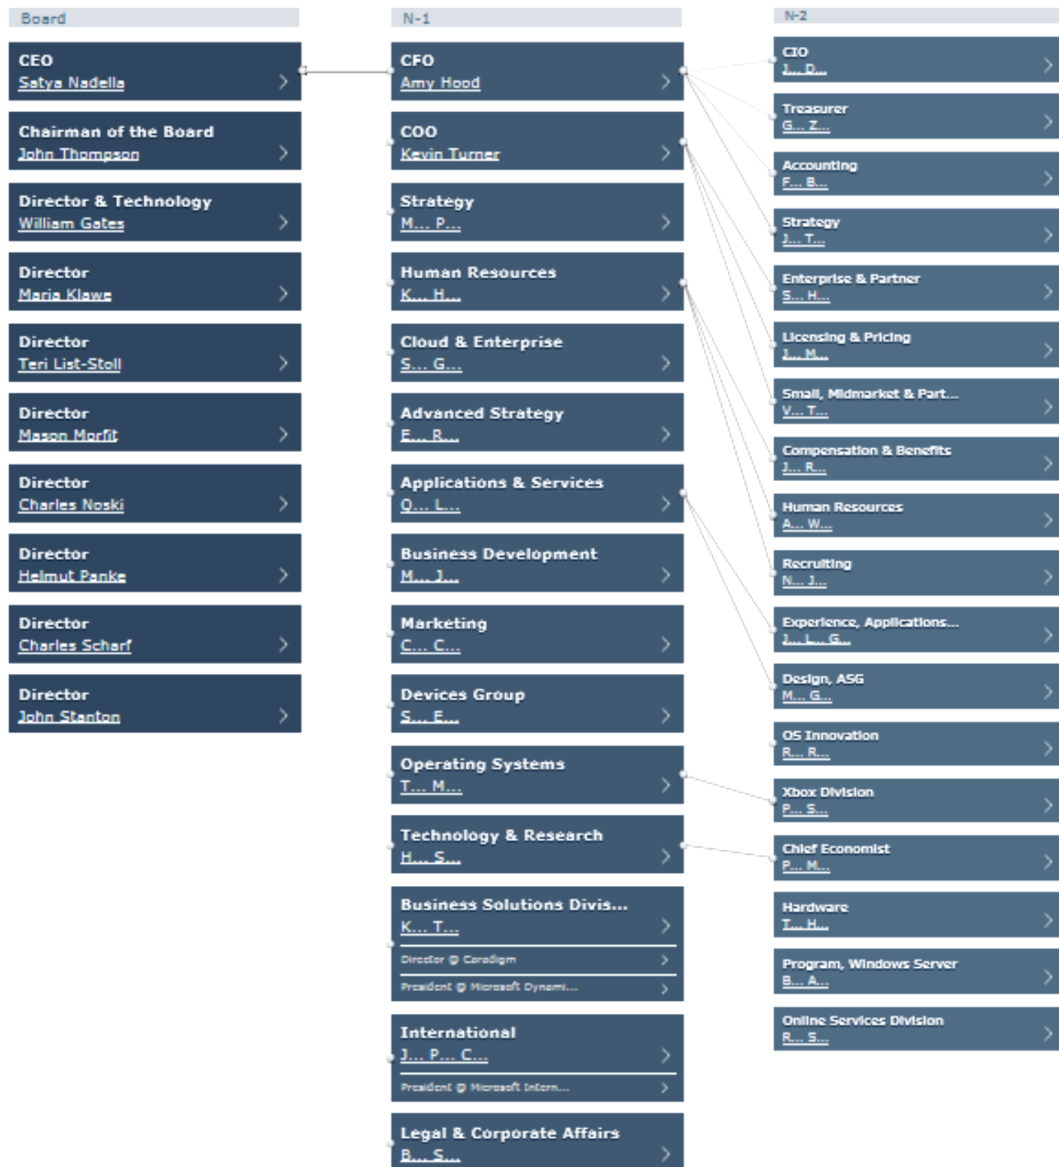 Board
CEO
Satya Nadella
Chairman of the Board
John Thompson
Director & Technology
William Gates
Director
Maria Klawe
Director
Teri List-Stoll
Director
Mason Morfit
Director
Charles Noski
Director
Helmut Panke
Director
Charles Scharf
Director
John Stanton
N-1
CFO
Amy Hood
COO
Kevin Turner
Strategy
M... P...
Human Resources
K... H...
Cloud & Enterprise
S... G...
Advanced Strategy
E... R...
Applications & Services
Q... L...
Business Development
M... J...
Marketing
C... C...
Devices Group
S... E...
Operating Systems
T... M...
Technology & Research
H... S...
Business Solutions Divis...
K... T...
Director @ Caradigm
President @ Microsoft Dynami...
International
J... P... C...
President @ Microsoft Intern...
Legal & Corporate Affairs
B... S...
N-2
CIO
J... D...
Treasurer
G... Z...
Accounting
F... B...
Strategy
J... T...
Enterprise & Partner
S... H...
Licensing & Pricing
J... M...
Small, Midmarket & Part...
V... T...
Compensation & Benefits
J... R...
Human Resources
A... W...
Recruiting
N... J...
Experience, Applications...
J... L... G...
Design, ASG
M... G...
OS Innovation
R... R...
Xbox Division
P... S...
Chief Economist
P... M...
Hardware
T... H...
Program, Windows Server
B... A...
Online Services Division
R... S...